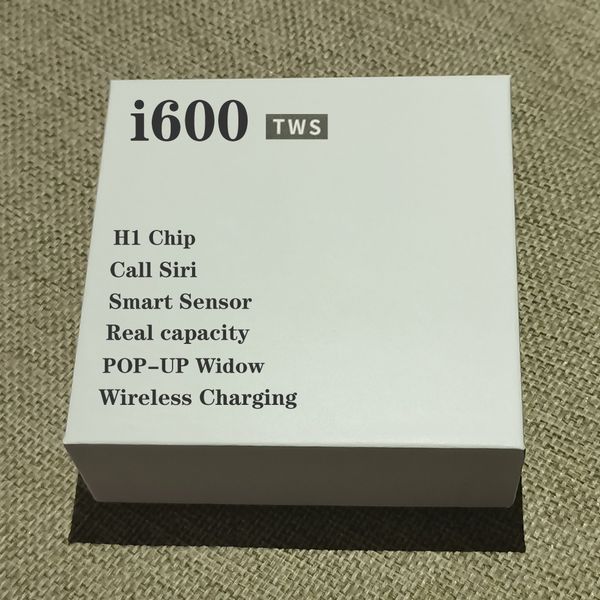 i600 TWS
H1 Chip
Call Siri
Smart Sensor
Real capacity
POP-UP Widow
Wireless Charging